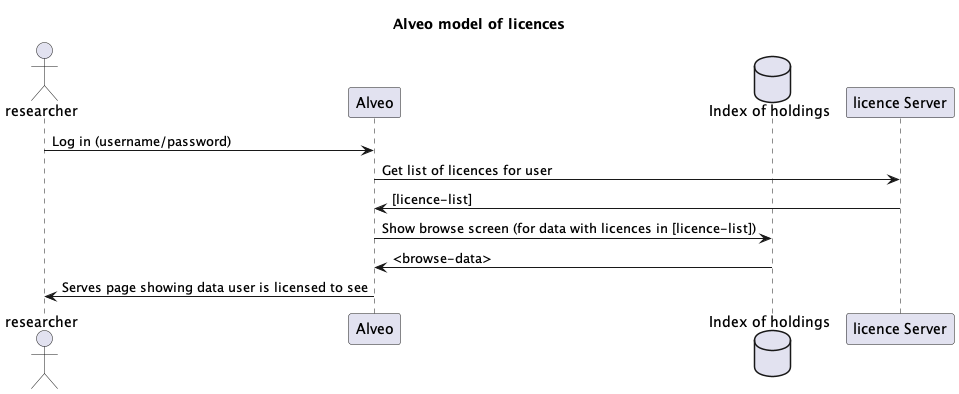 Alveo model of licences
researcher
Alveo
Index of holdings
licence Server
Log in (username/password)
Get list of licences for user
[licence-list]
Show browse screen (for data with licences in [licence-list])
<browse-data>
Serves page showing data user is licensed to see
researcher
Alveo
Index of holdings
licence Server